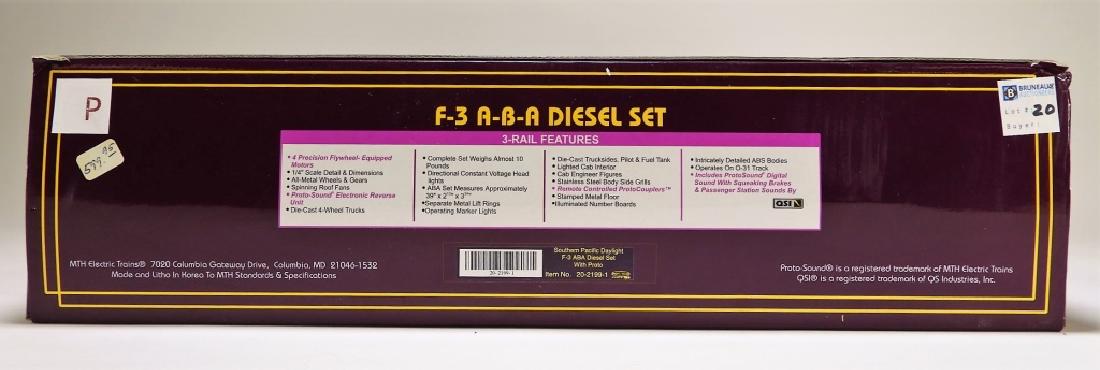 P
589.95
BRUNEAU &
AUCTIONEERS
Lot # 20
Buyer:
F-3 A-B-A DIESEL SET
3-RAIL FEATURES
• 4 Precision Flywheel- Equipped
Motors
• 1/4" Scale Detail & Dimensions
• All-Metal Wheels & Gears
• Spinning Roof Fans
• Proto-Sound® Electronic Reverse
Unit
• Die-Cast 4-Wheel Trucks
• Complete Set Weighs Allmost 10
Pounds
• Directional Constant Voltage Head
lights
• ABA Set Measures Approximately
• Separate Metal Lift Rings
• Operating Marker Lights
• Die-Cast Trucksides, Pilot & Fuel Tank
• Lighted Cab Interior
• Cab Engineer Figures
• Stainless Steel Body Side Grills
• Remote Controlled ProtoCouplers™
• Stamped Metal Floor
• Illuminated Number Boards
• Intricately Detailed ABS Bodies
• Operates On O-31 Track
• Includes ProtoSound® Digital
Sound With Squeaking Brakes
& Passenger Station Sounds By
QSI
20-2199-1
Southern Pacific Daylight
F-3 ABA Diesel Set
With Proto
Item No. 20-2199-1
MTH Electric Trains® 7020 Columbia Gateway Drive, Columbia, MD 21046-1532
Made and Litho In Korea To MTH Standards & Specifications
Proto-Sound® is a registered trademark of MTH Electric Trains
QSI® is a registered trademark of QS Industries, Inc.